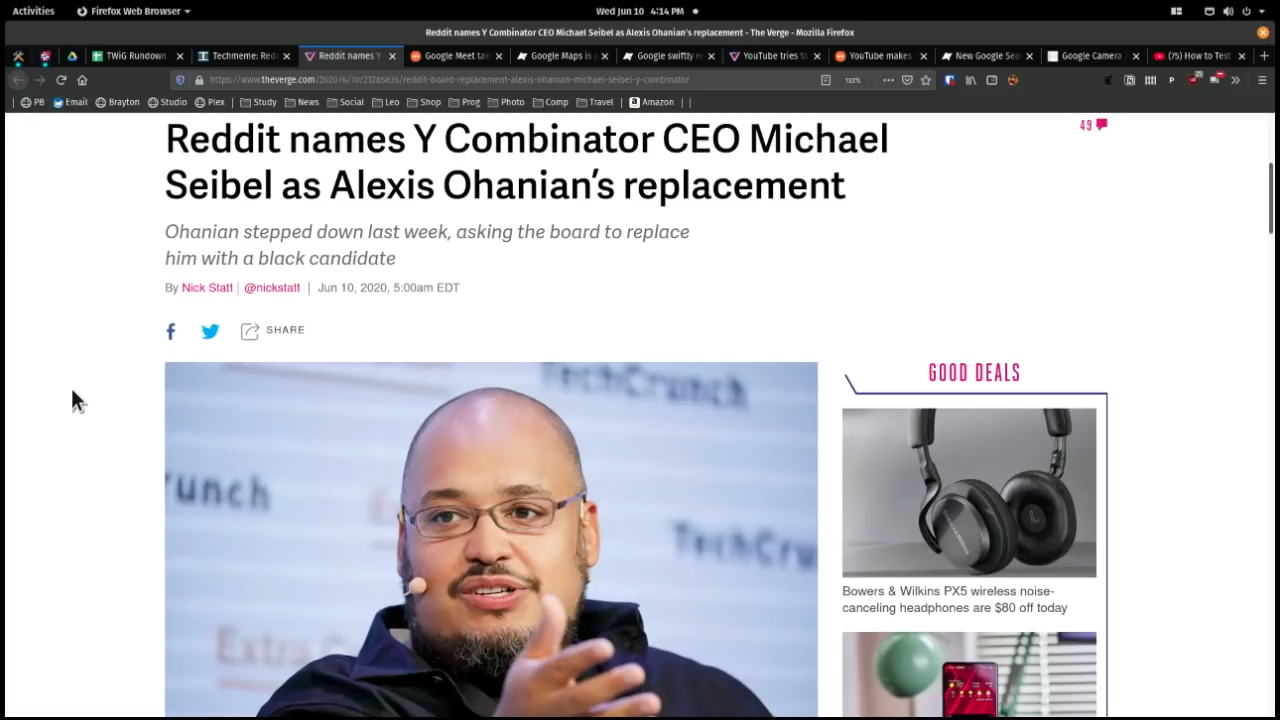 Activities
Firefox Web Browser
Wed Jun 10 4:14 PM
Reddit names Y Combinator CEO Michael Seibel as Alexis Ohanian's replacement - The Verge - Mozilla Firefox
TWiG Rundown
Techmeme: Red
Reddit names Y
Google Meet tak
Google Maps is
Google swiftly r
YouTube tries to
YouTube makes
New Google Sea
Google Camera
(75) How to Test
https://www.theverge.com/2020/6/10/21285835/reddit-board-replacement-alexis-ohanian-michael-seibel-y-combinator
133%
PB
Email
Brayton
Studio
Plex
Study
News
Social
Leo
Shop
Prog
Photo
Comp
Travel
Amazon
Reddit names Y Combinator CEO Michael
Seibel as Alexis Ohanian's replacement
49
Ohanian stepped down last week, asking the board to replace
him with a black candidate
By Nick Statt | @nickstatt | Jun 10, 2020, 5:00am EDT
SHARE
GOOD DEALS
TechCrunch
runch
TechCru
Extra
Bowers & Wilkins PX5 wireless noise-
canceling headphones are $80 off today